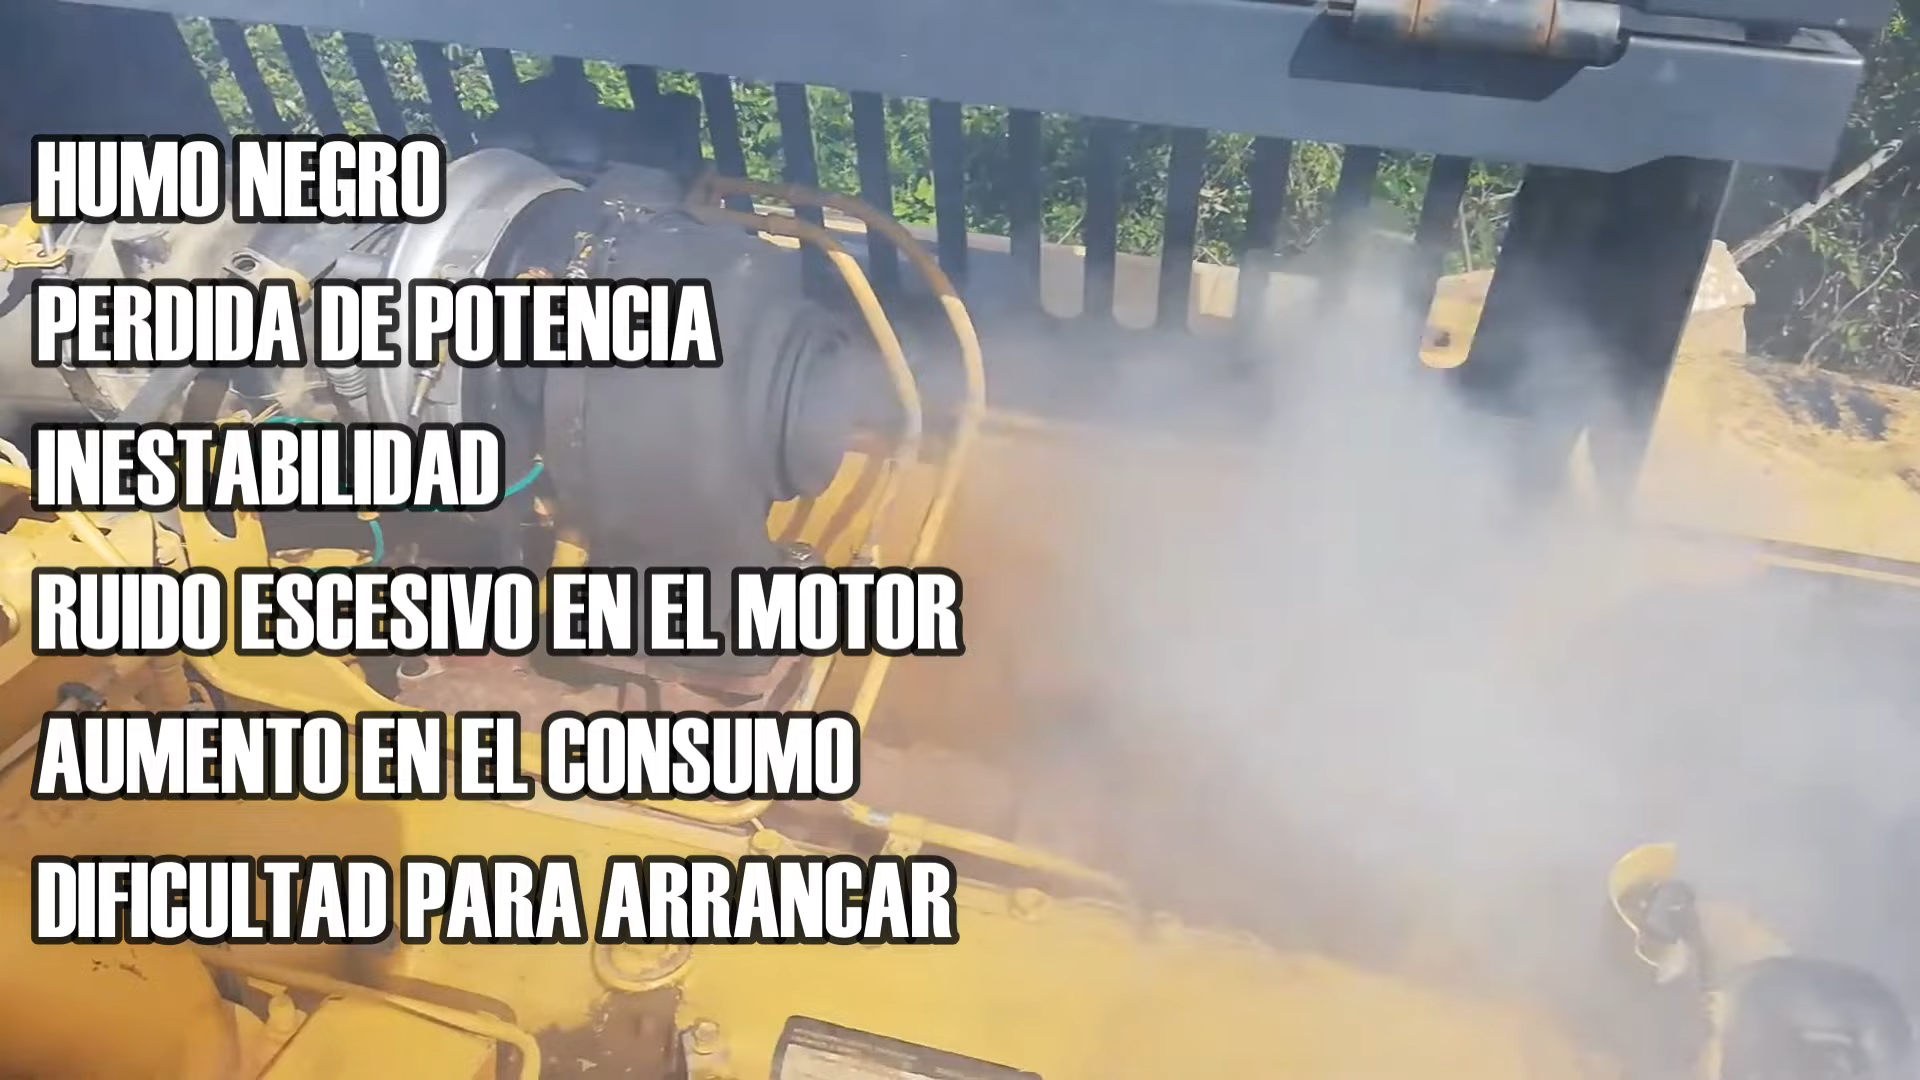 HUMO NEGRO
PERDIDA DE POTENCIA
INESTABILIDAD
RUIDO ESCESIVO EN EL MOTOR
AUMENTO EN EL CONSUMO
DIFICULTAD PARA ARRANCAR